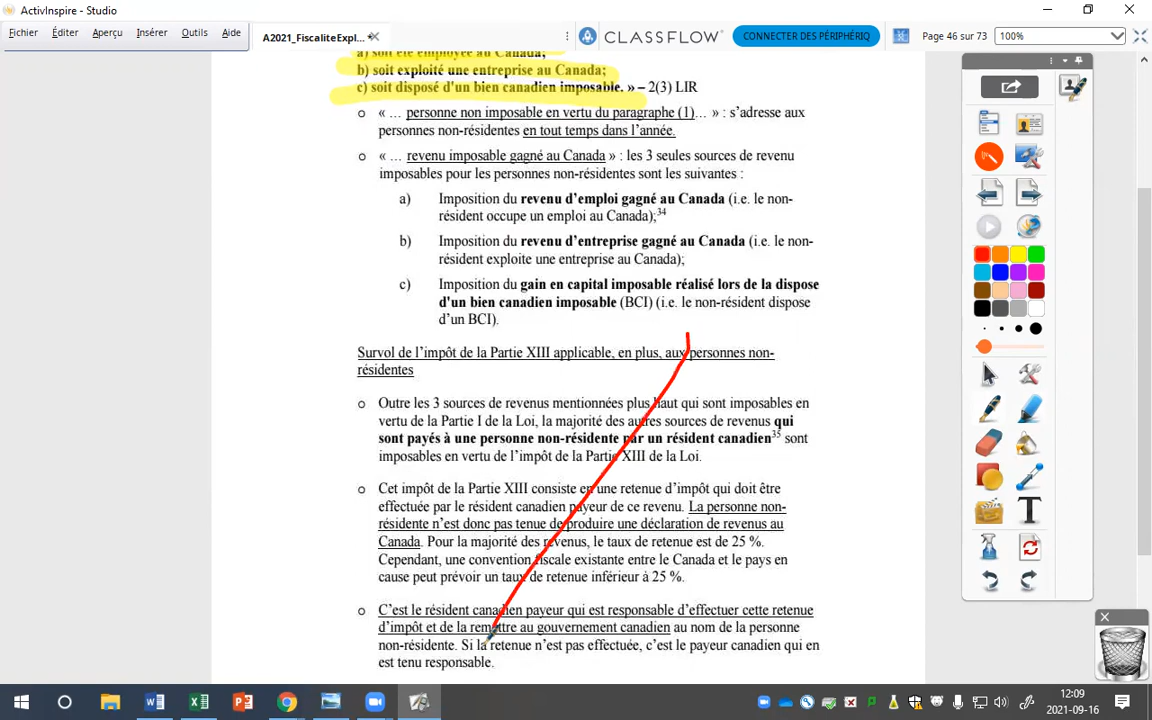 ActivInspire - Studio
Fichier Éditer Aperçu Insérer Outils Aide
A2021_FiscaliteExpl...
CLASSFLOW
CONNECTER DES PÉRIPHÉRIQ
Page 46 sur 73
100%
a) soit été employée au Canada;
b) soit exploité une entreprise au Canada;
c) soit disposé d'un bien canadien imposable. » – 2(3) LIR
o « … personne non imposable en vertu du paragraphe (1)… » : s'adresse aux
personnes non-résidentes en tout temps dans l'année.
o « … revenu imposable gagné au Canada » : les 3 seules sources de revenu
imposables pour les personnes non-résidentes sont les suivantes :
a) Imposition du revenu d'emploi gagné au Canada (i.e. le non-
résident occupe un emploi au Canada);34
b) Imposition du revenu d'entreprise gagné au Canada (i.e. le non-
résident exploite une entreprise au Canada);
c) Imposition du gain en capital imposable réalisé lors de la dispose
d'un bien canadien imposable (BCI) (i.e. le non-résident dispose
d'un BCI).
Survol de l'impôt de la Partie XIII applicable, en plus, aux personnes non-
résidentes
o Outre les 3 sources de revenus mentionnées plus haut qui sont imposables en
vertu de la Partie I de la Loi, la majorité des autres sources de revenus qui
sont payés à une personne non-résidente par un résident canadien35 sont
imposables en vertu de l'impôt de la Partie XIII de la Loi.
o Cet impôt de la Partie XIII consiste en une retenue d'impôt qui doit être
effectuée par le résident canadien payeur de ce revenu. La personne non-
résidente n'est donc pas tenue de produire une déclaration de revenus au
Canada. Pour la majorité des revenus, le taux de retenue est de 25 %.
Cependant, une convention fiscale existante entre le Canada et le pays en
cause peut prévoir un taux de retenue inférieur à 25 %.
o C'est le résident canadien payeur qui est responsable d'effectuer cette retenue
d'impôt et de la remettre au gouvernement canadien au nom de la personne
non-résidente. Si la retenue n'est pas effectuée, c'est le payeur canadien qui en
est tenu responsable.
12:09
2021-09-16